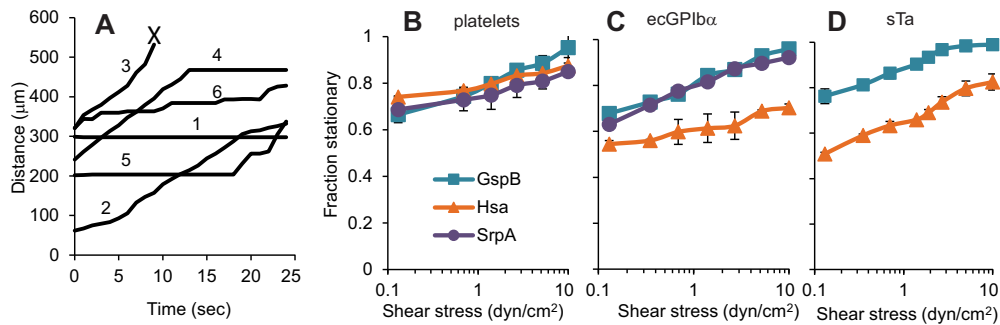 A
B
platelets
C
ecGPIbα
D
sTa
600
500
400
300
200
100
0
Distance (μm)
X
3
4
6
1
5
2
0
5
10
15
20
25
Time (sec)
1
0.8
0.6
0.4
0.2
0
Fraction stationary
GspB
Hsa
SrpA
0.1
1
10
Shear stress (dyn/cm²)
0.1
1
10
Shear stress (dyn/cm²)
0.1
1
10
Shear stress (dyn/cm²)